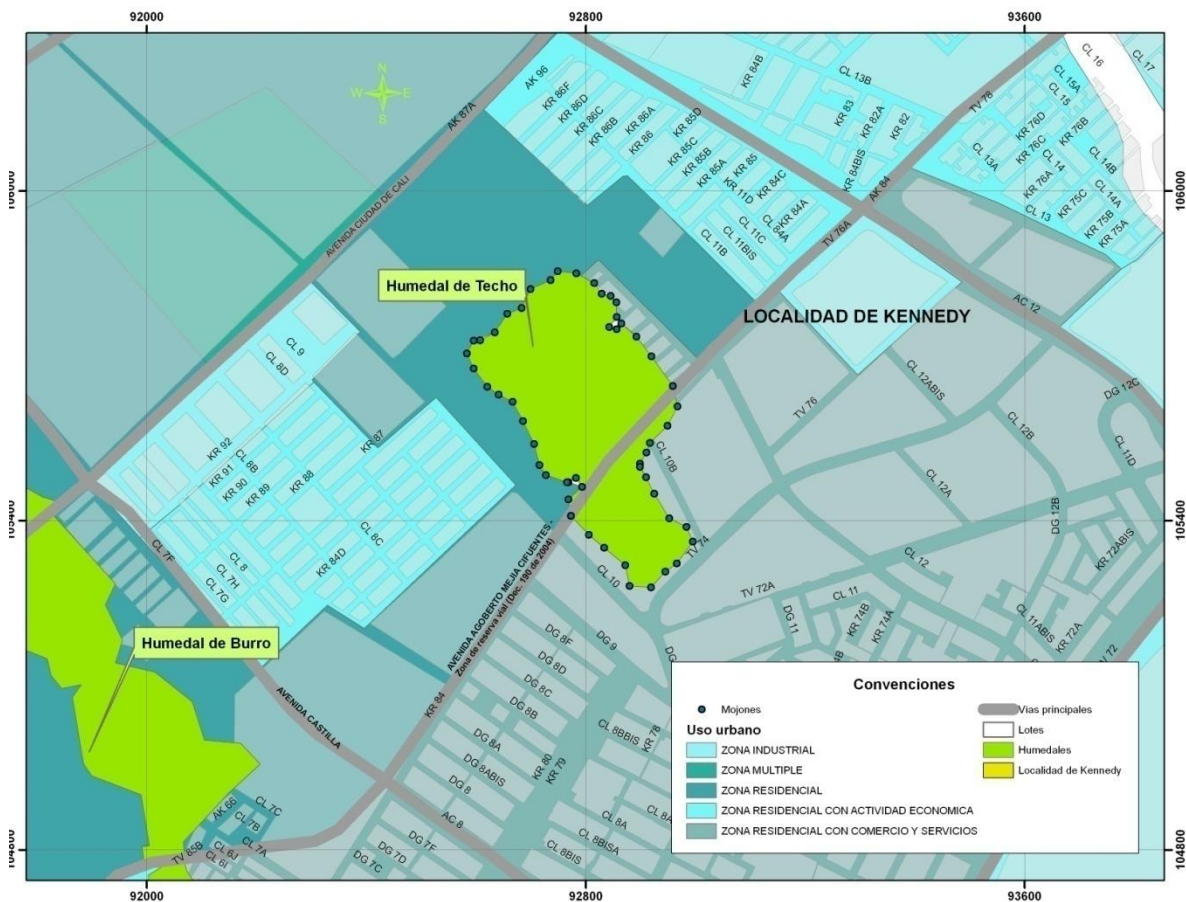 92000
92800
93600
106000
106000
105400
105400
104800
104800
92000
92800
93600
N
W
E
S
AK 87A
AVENIDA CIUDAD DE CALI
AK 96
KR 86F
KR 86D
KR 86C
KR 86B
KR 86A
KR 86
KR 85D
KR 85C
KR 85B
KR 85A
KR 85
KR 11D
KR 84C
KR 84A
CL 84A
CL 11C
CL 11BIS
CL 11B
KR 84B
CL 13B
KR 83
KR 82A
KR 82
KR 84BIS
AK 84
TV 78
TV 76A
CL 16
CL 17
CL 15A
CL 15
KR 76D
KR 76C
KR 76B
CL 14
CL 14B
CL 13A
KR 76A
KR 75C
CL 14A
KR 75B
KR 75A
CL 13
AC 12
Humedal de Techo
LOCALIDAD DE KENNEDY
CL 9
CL 8D
KR 92
KR 91
CL 8B
KR 90
KR 89
KR 88
KR 87
CL 8C
KR 84D
CL 8
CL 7H
CL 7G
CL 7F
TV 76
CL 12ABIS
CL 12B
DG 12C
CL 11D
CL 12A
DG 12B
KR 72ABIS
CL 12
CL 10B
TV 74
CL 10
TV 72A
CL 11
DG 11
KR 74B
KR 74A
CL 11ABIS
KR 72A
AVENIDA AGOBERTO MEJIA CIFUENTES -
Zona de reserva vial (Dec. 190 de 2004)
KR 84
Humedal de Burro
AVENIDA CASTILLA
DG 9
DG 8F
DG 8D
DG 8C
DG 8B
DG 8A
DG 8ABIS
DG 8
KR 80
KR 79
CL 8BBIS
KR 78
CL 8A
CL 8BISA
CL 8BIS
AC 8
DG 7F
DG 7D
DG 7C
AK 66
CL 7C
CL 7B
CL 7A
TV 85B
CL 6J
CL 6I
Convenciones
Mojones
Uso urbano
ZONA INDUSTRIAL
ZONA MULTIPLE
ZONA RESIDENCIAL
ZONA RESIDENCIAL CON ACTIVIDAD ECONOMICA
ZONA RESIDENCIAL CON COMERCIO Y SERVICIOS
Vias principales
Lotes
Humedales
Localidad de Kennedy